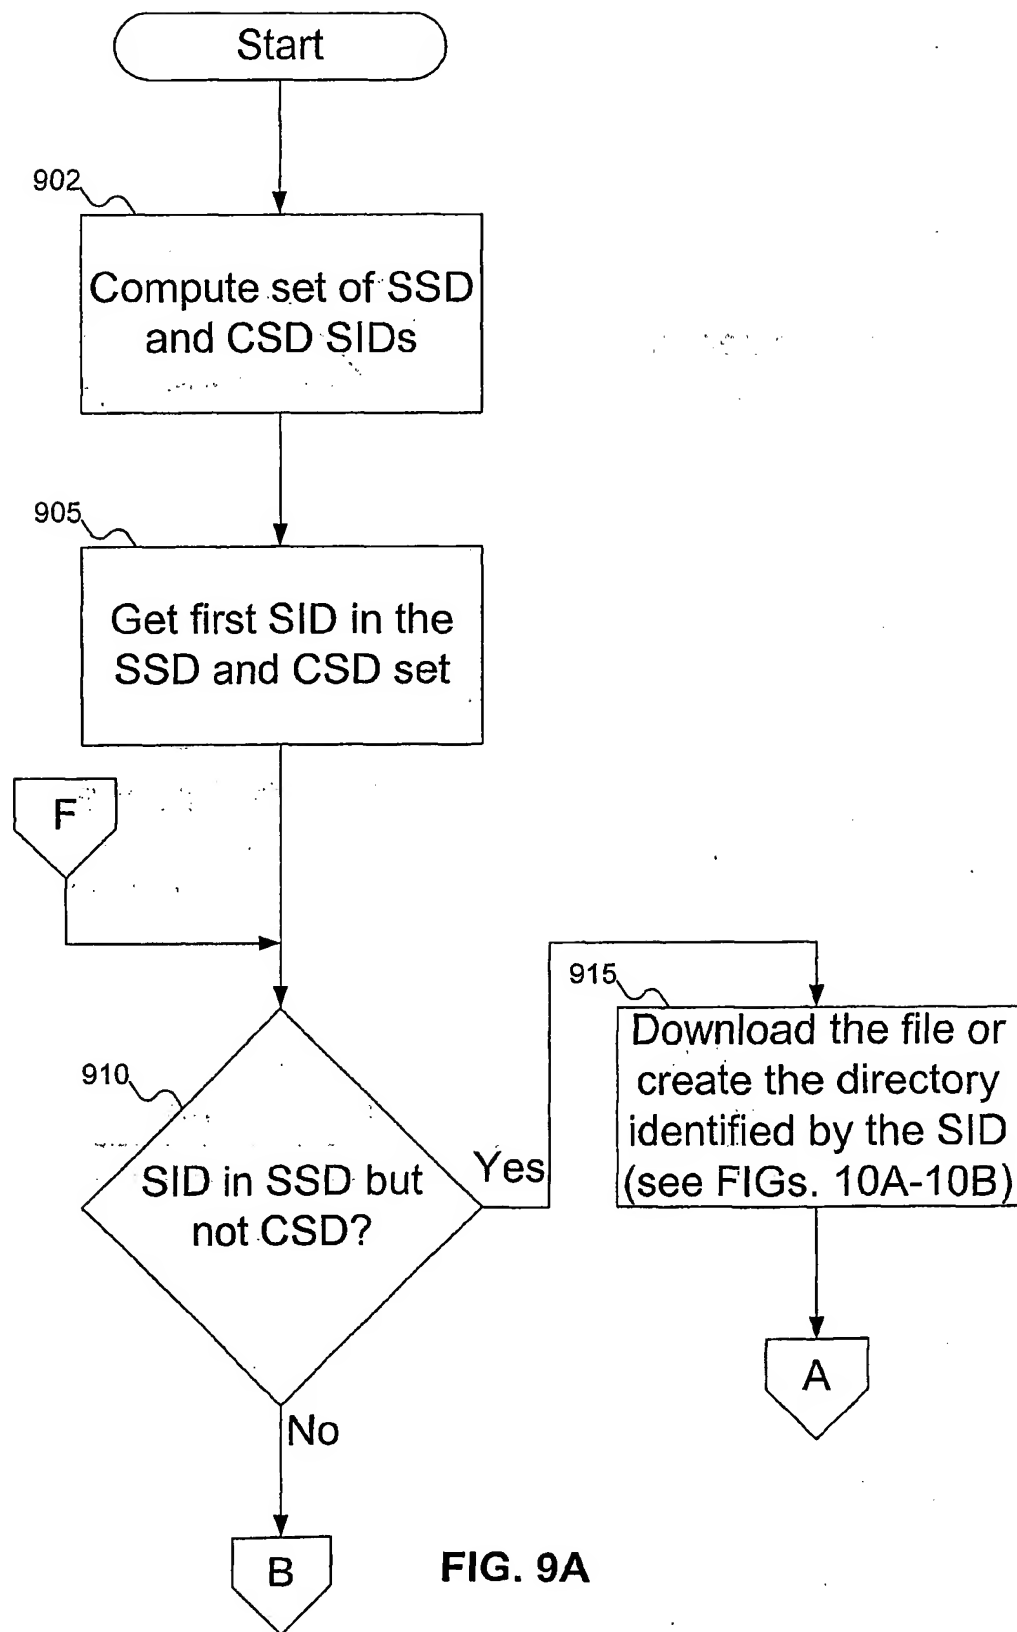 Start
902
Compute set of SSD
and CSD SIDs
905
Get first SID in the
SSD and CSD set
F
910
SID in SSD but
not CSD?
Yes
915
Download the file or
create the directory
identified by the SID
(see FIGs. 10A-10B)
A
No
B
FIG. 9A